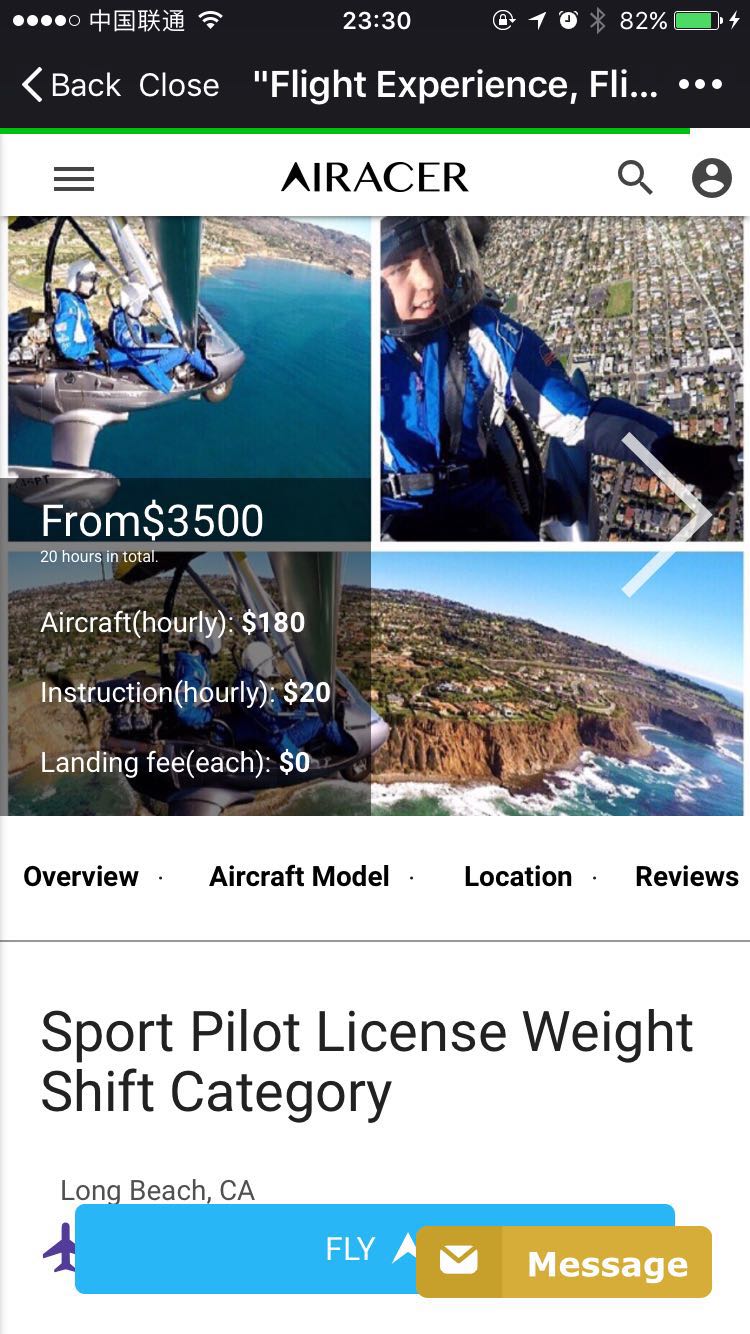 中国联通 23:30 82%
Back Close "Flight Experience, Fli...
AIRACER
From$3500
20 hours in total.
Aircraft(hourly): $180
Instruction(hourly): $20
Landing fee(each): $0
Overview · Aircraft Model · Location · Reviews
Sport Pilot License Weight
Shift Category
Long Beach, CA
FLY
Message